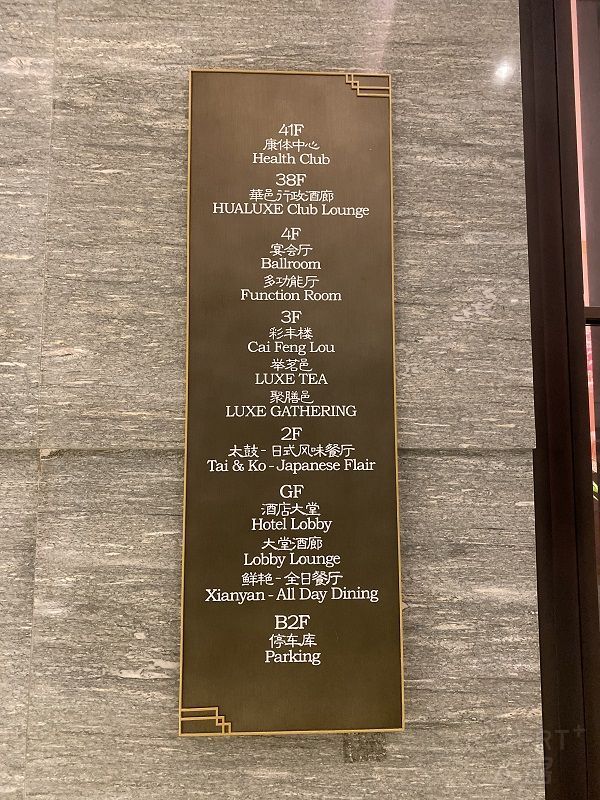 41F
康体中心
Health Club
38F
華邑行政酒廊
HUALUXE Club Lounge
4F
宴会厅
Ballroom
多功能厅
Function Room
3F
彩丰楼
Cai Feng Lou
举茗邑
LUXE TEA
聚膳邑
LUXE GATHERING
2F
太鼓 - 日式风味餐厅
Tai & Ko - Japanese Flair
GF
酒店大堂
Hotel Lobby
大堂酒廊
Lobby Lounge
鲜艳 - 全日餐厅
Xianyan - All Day Dining
B2F
停车库
Parking